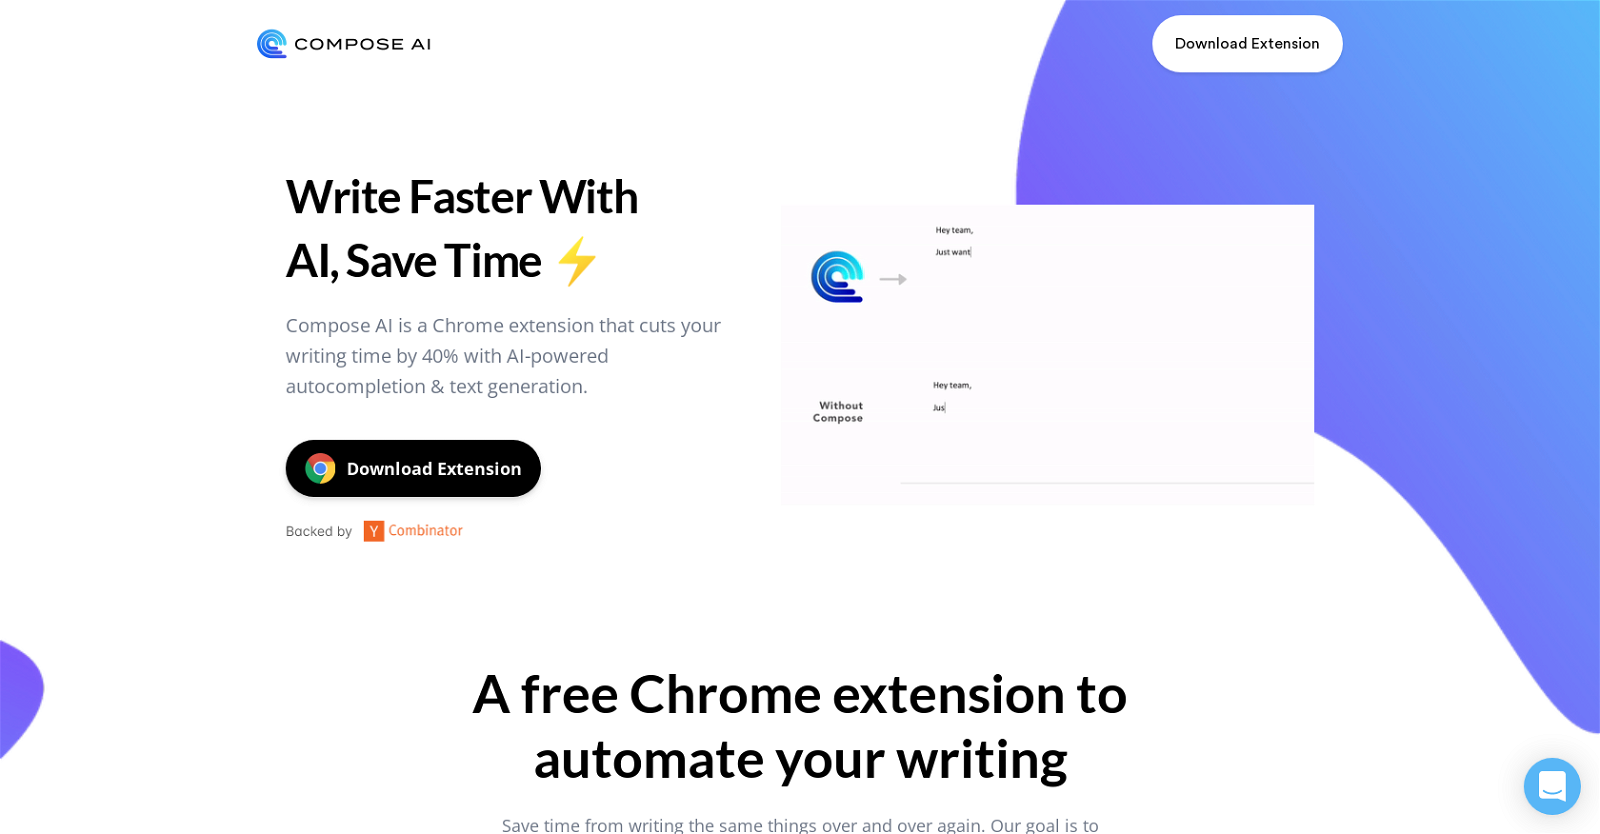 COMPOSE AI
Download Extension
Write Faster With
AI, Save Time ⚡
Compose AI is a Chrome extension that cuts your
writing time by 40% with AI-powered
autocompletion & text generation.
Download Extension
Backed by Y Combinator
Hey team,
Just want
Without
Compose
Hey team,
Jus
A free Chrome extension to
automate your writing
Save time from writing the same things over and over again. Our goal is to